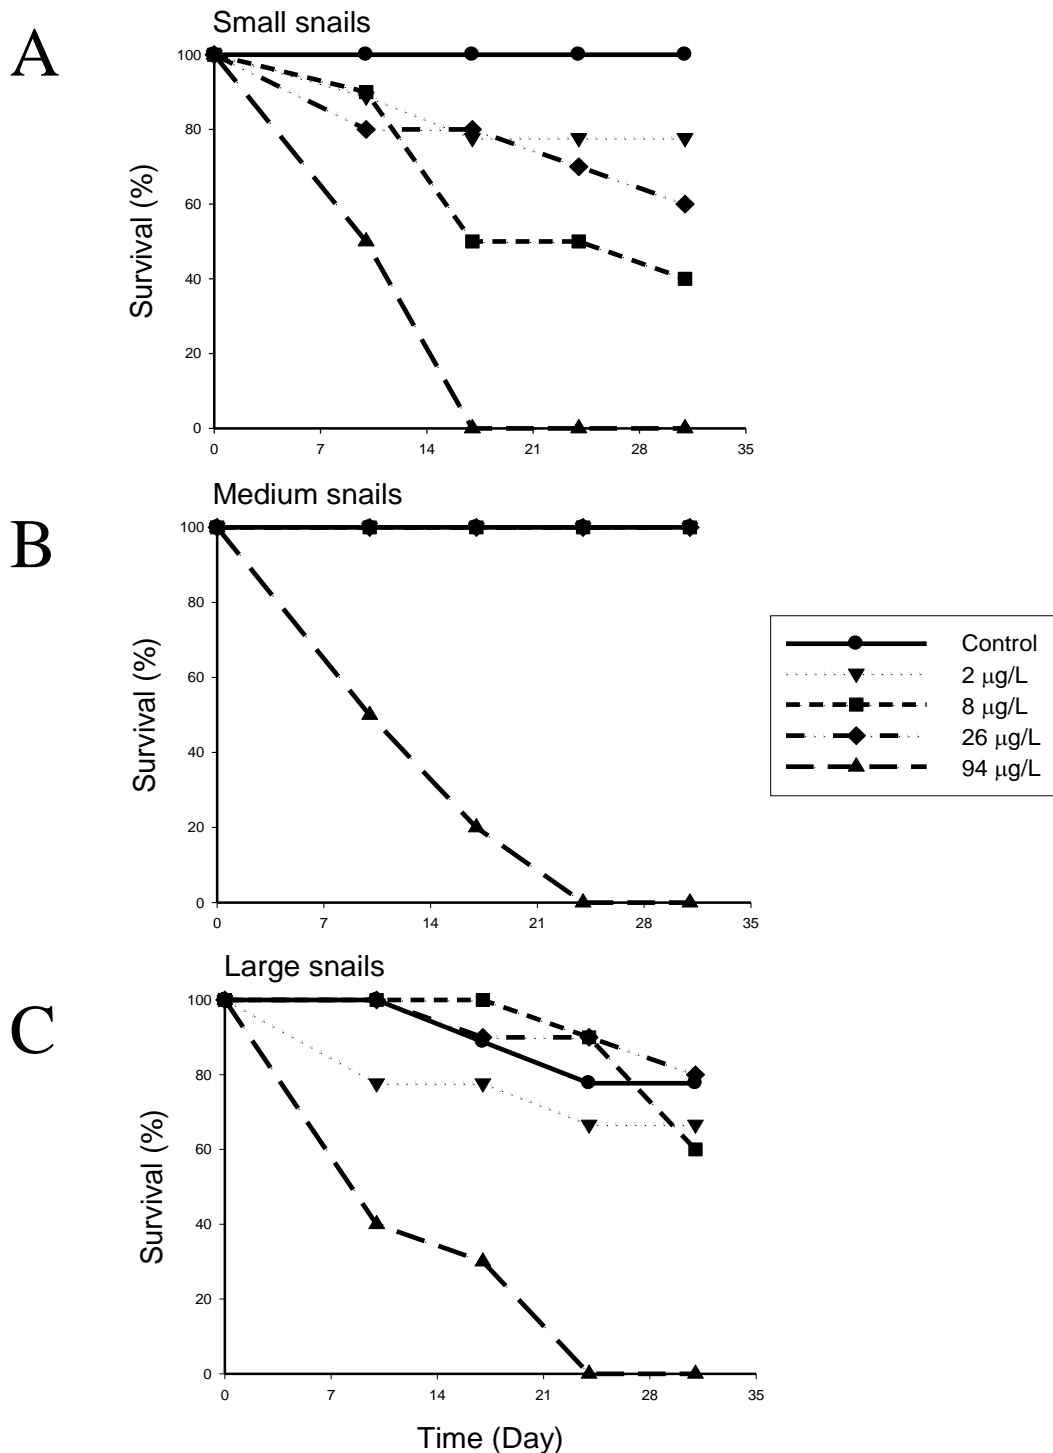 A
Small snails
Survival (%)
100
80
60
40
20
0
0 7 14 21 28 35
B
Medium snails
Survival (%)
100
80
60
40
20
0
0 7 14 21 28 35
Control
2 μg/L
8 μg/L
26 μg/L
94 μg/L
C
Large snails
Survival (%)
100
80
60
40
20
0
0 7 14 21 28 35
Time (Day)